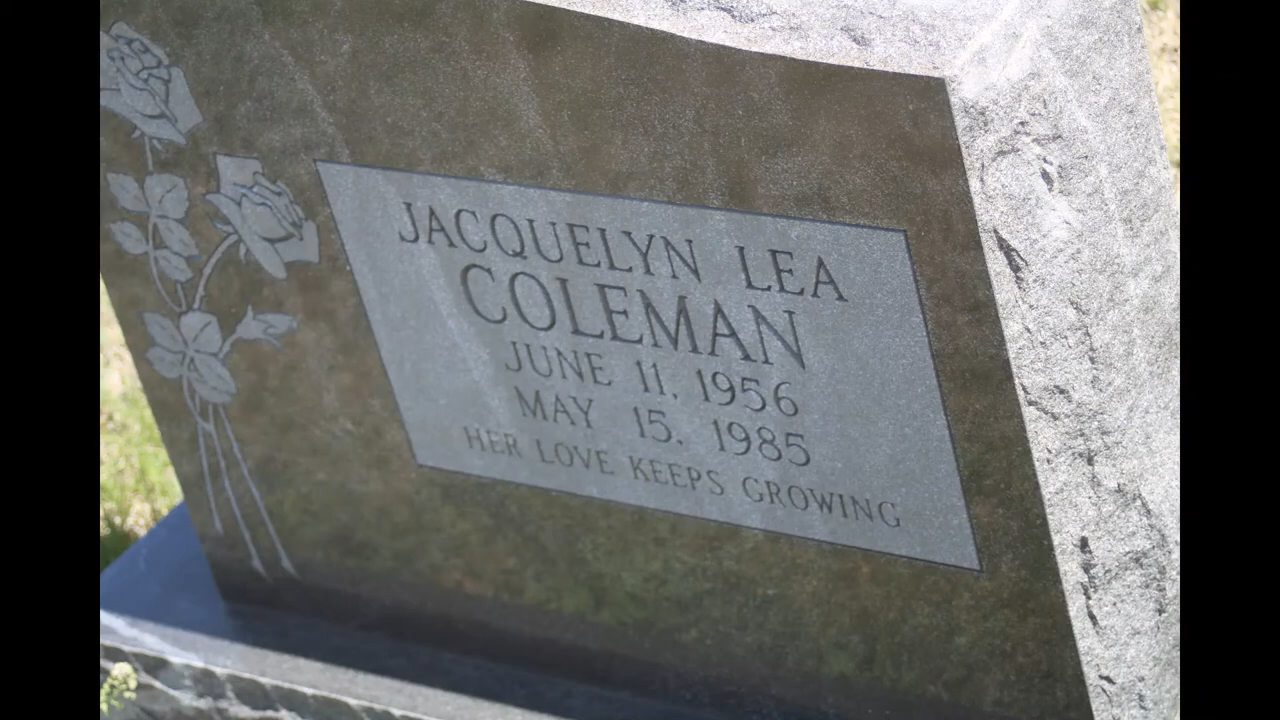 JACQUELYN LEA
COLEMAN
JUNE 11, 1956
MAY 15, 1985
HER LOVE KEEPS GROWING